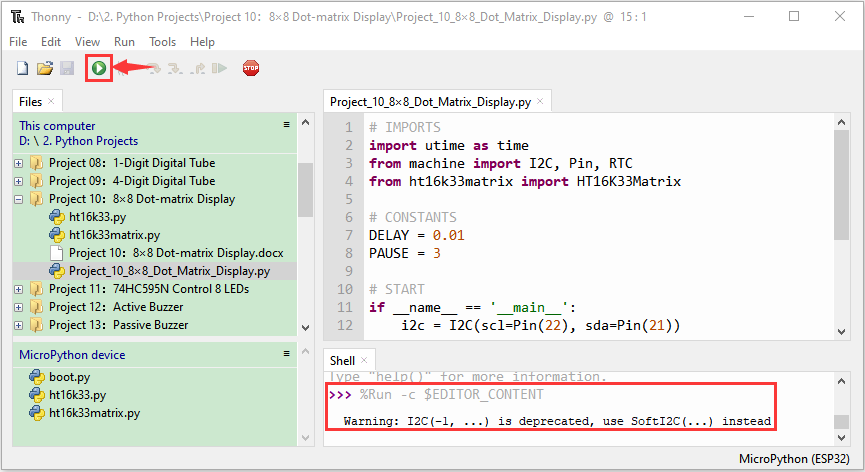 Thonny - D:\2. Python Projects\Project 10：8×8 Dot-matrix Display\Project_10_8×8_Dot_Matrix_Display.py @ 15 : 1
File Edit View Run Tools Help
STOP
Files
This computer
D: \ 2. Python Projects
Project 08：1-Digit Digital Tube
Project 09：4-Digit Digital Tube
Project 10：8×8 Dot-matrix Display
ht16k33.py
ht16k33matrix.py
Project 10：8×8 Dot-matrix Display.docx
Project_10_8×8_Dot_Matrix_Display.py
Project 11：74HC595N Control 8 LEDs
Project 12：Active Buzzer
Project 13：Passive Buzzer
MicroPython device
boot.py
ht16k33.py
ht16k33matrix.py
Project_10_8×8_Dot_Matrix_Display.py
1 # IMPORTS
2 import utime as time
3 from machine import I2C, Pin, RTC
4 from ht16k33matrix import HT16K33Matrix
5
6 # CONSTANTS
7 DELAY = 0.01
8 PAUSE = 3
9
10 # START
11 if __name__ == '__main__':
12 i2c = I2C(scl=Pin(22), sda=Pin(21))
Shell
Type "help()" for more information.
>>> %Run -c $EDITOR_CONTENT
Warning: I2C(-1, ...) is deprecated, use SoftI2C(...) instead
MicroPython (ESP32)